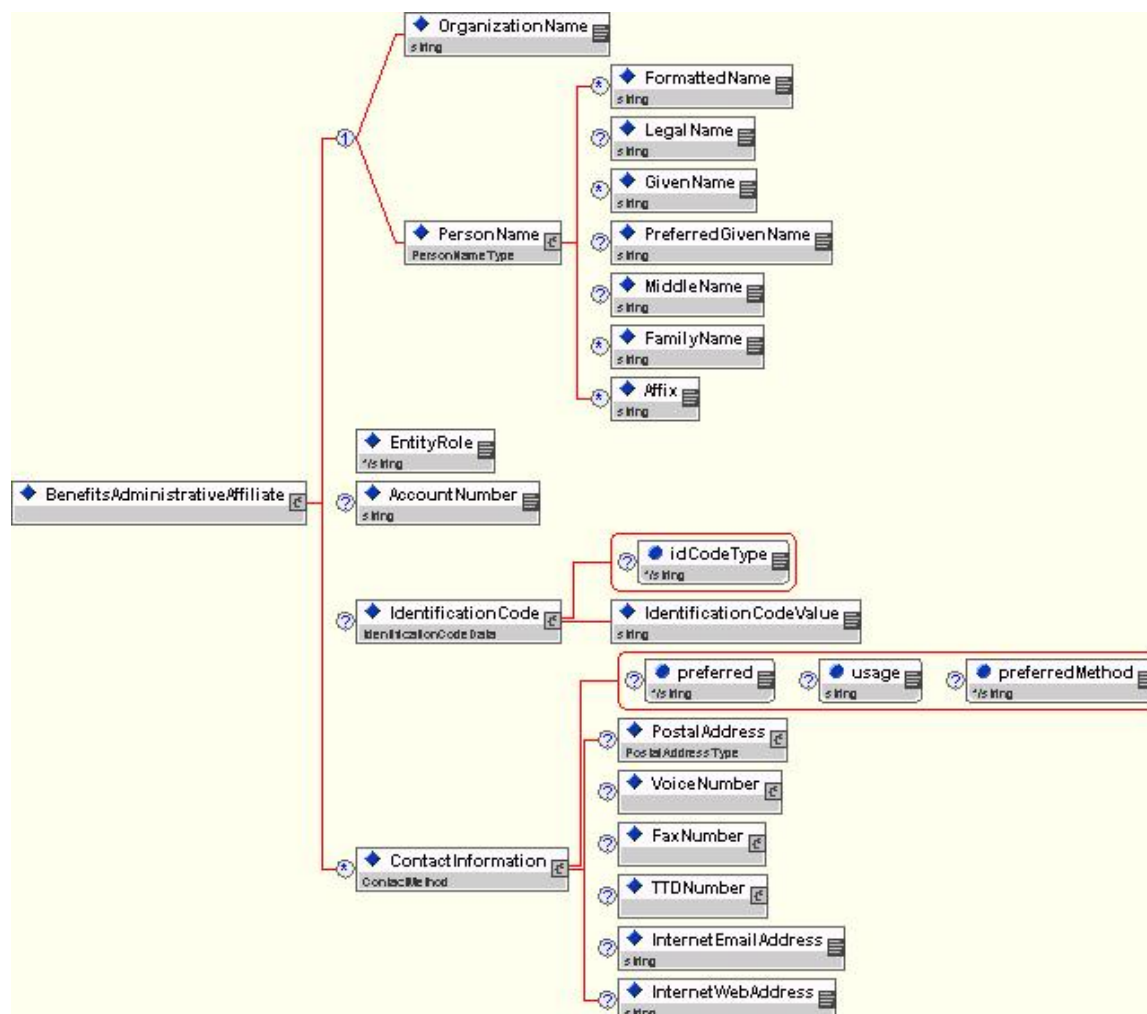 OrganizationName
string
FormattedName
string
LegalName
string
GivenName
string
PersonName
PersonNameType
PreferredGivenName
string
MiddleName
string
FamilyName
string
Affix
string
EntityRole
*/string
BenefitsAdministrativeAffiliate
AccountNumber
string
idCodeType
*/string
IdentificationCode
IdentificationCodeData
IdentificationCodeValue
string
preferred
*/string
usage
string
preferredMethod
*/string
PostalAddress
PostalAddressType
VoiceNumber
FaxNumber
ContactInformation
ContactMethod
TTDNumber
InternetEmailAddress
string
InternetWebAddress
string